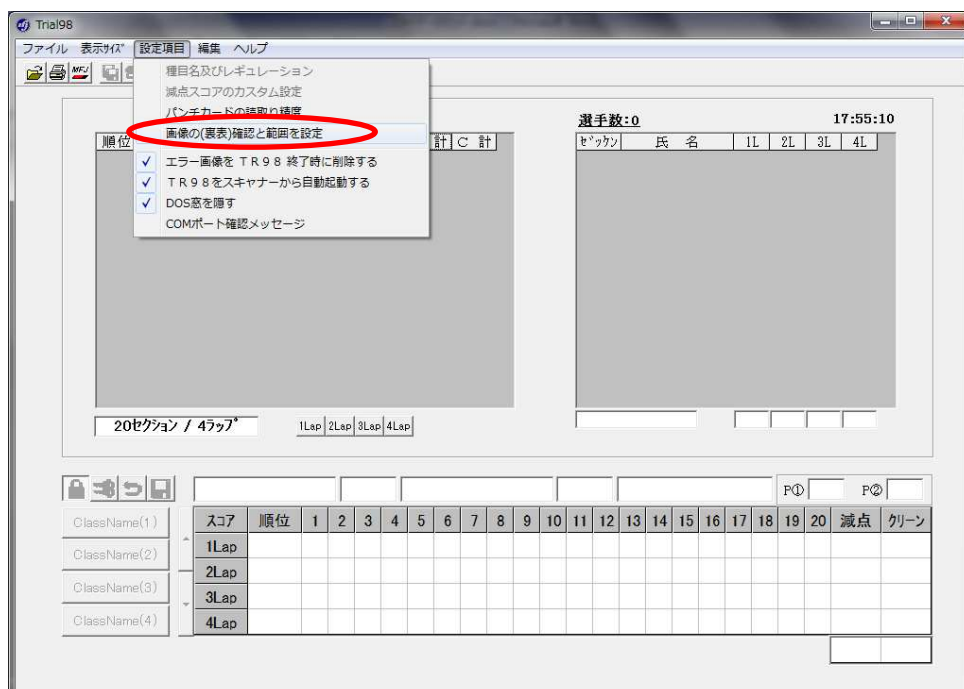 Trial98
ファイル 表示ｻｲｽﾞ 設定項目 編集 ヘルプ
MFJ
種目名及びレギュレーション
減点スコアのカスタム設定
パンチカードの読取り精度
画像の(裏表)確認と範囲を設定
エラー画像を ＴＲ９８ 終了時に削除する
ＴＲ９８をスキャナーから自動起動する
DOS窓を隠す
COMポート確認メッセージ
選手数:0 17:55:10
順位 計 C 計 ｾﾞｯｹﾝ 氏 名 1L 2L 3L 4L
20ｾｸｼｮﾝ / 4ﾗｯﾌﾟ 1Lap 2Lap 3Lap 4Lap
P① P②
ClassName(1)
ClassName(2)
ClassName(3)
ClassName(4)
ｽｺｱ 順位 1 2 3 4 5 6 7 8 9 10 11 12 13 14 15 16 17 18 19 20 減点 ｸﾘｰﾝ
1Lap
2Lap
3Lap
4Lap